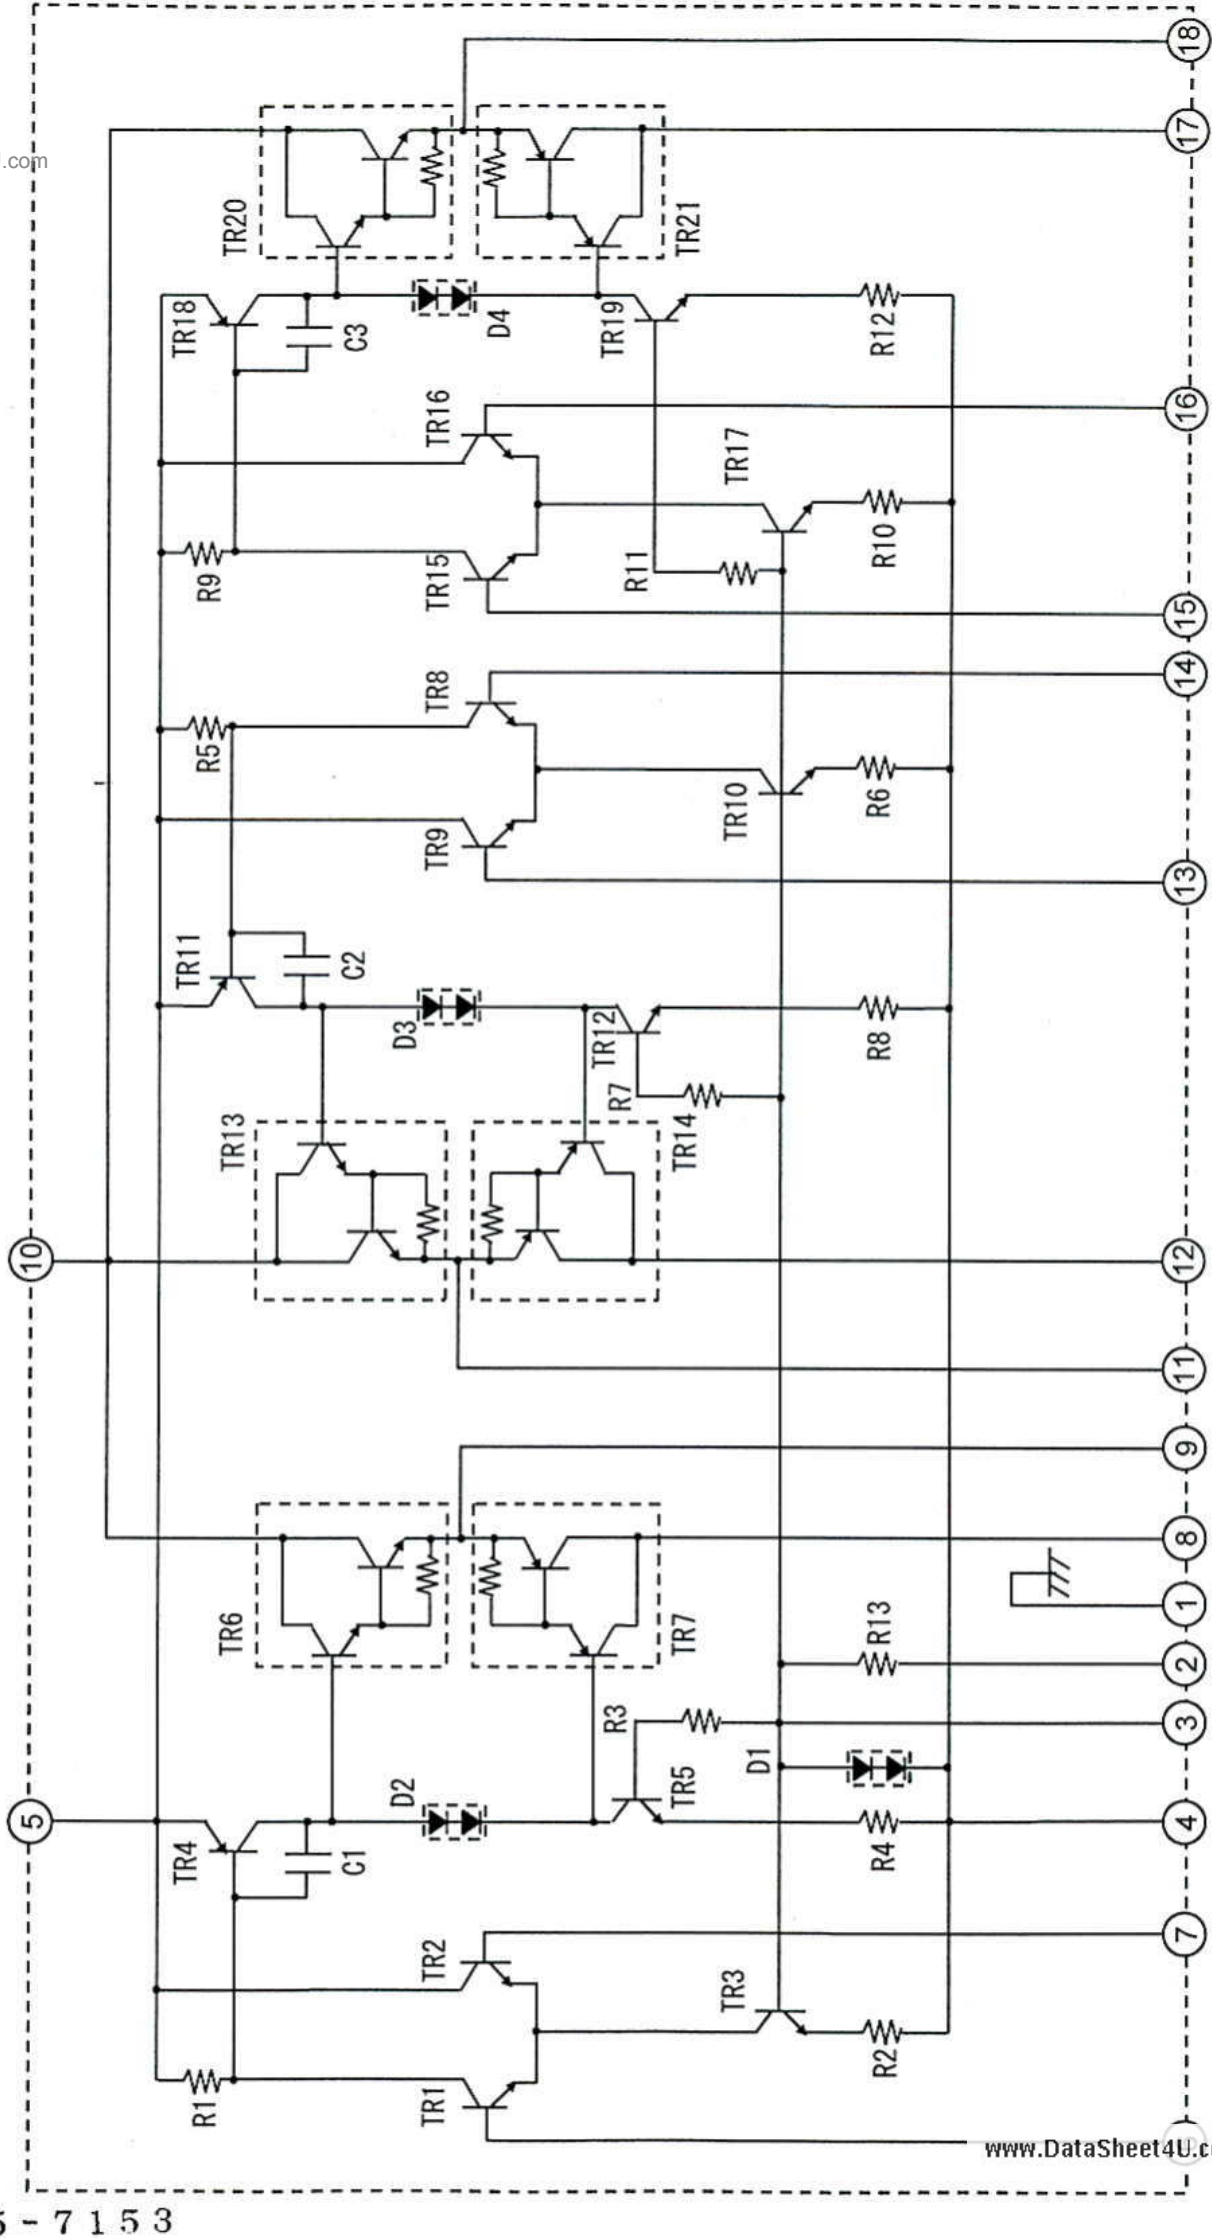 10
5
TR20
TR21
TR18
C3
D4
TR19
R12
TR16
TR17
R9
TR15
R11
R10
R5
TR8
TR9
TR10
R6
TR11
C2
D3
TR12
R7
R8
TR13
TR14
TR6
TR7
R13
R3
D1
TR4
C1
D2
TR5
R4
TR2
TR3
R1
TR1
R2
18
17
16
15
14
13
12
11
9
8
1
2
3
4
7
.com
www.DataSheet4U.c
- 7 1 5 3